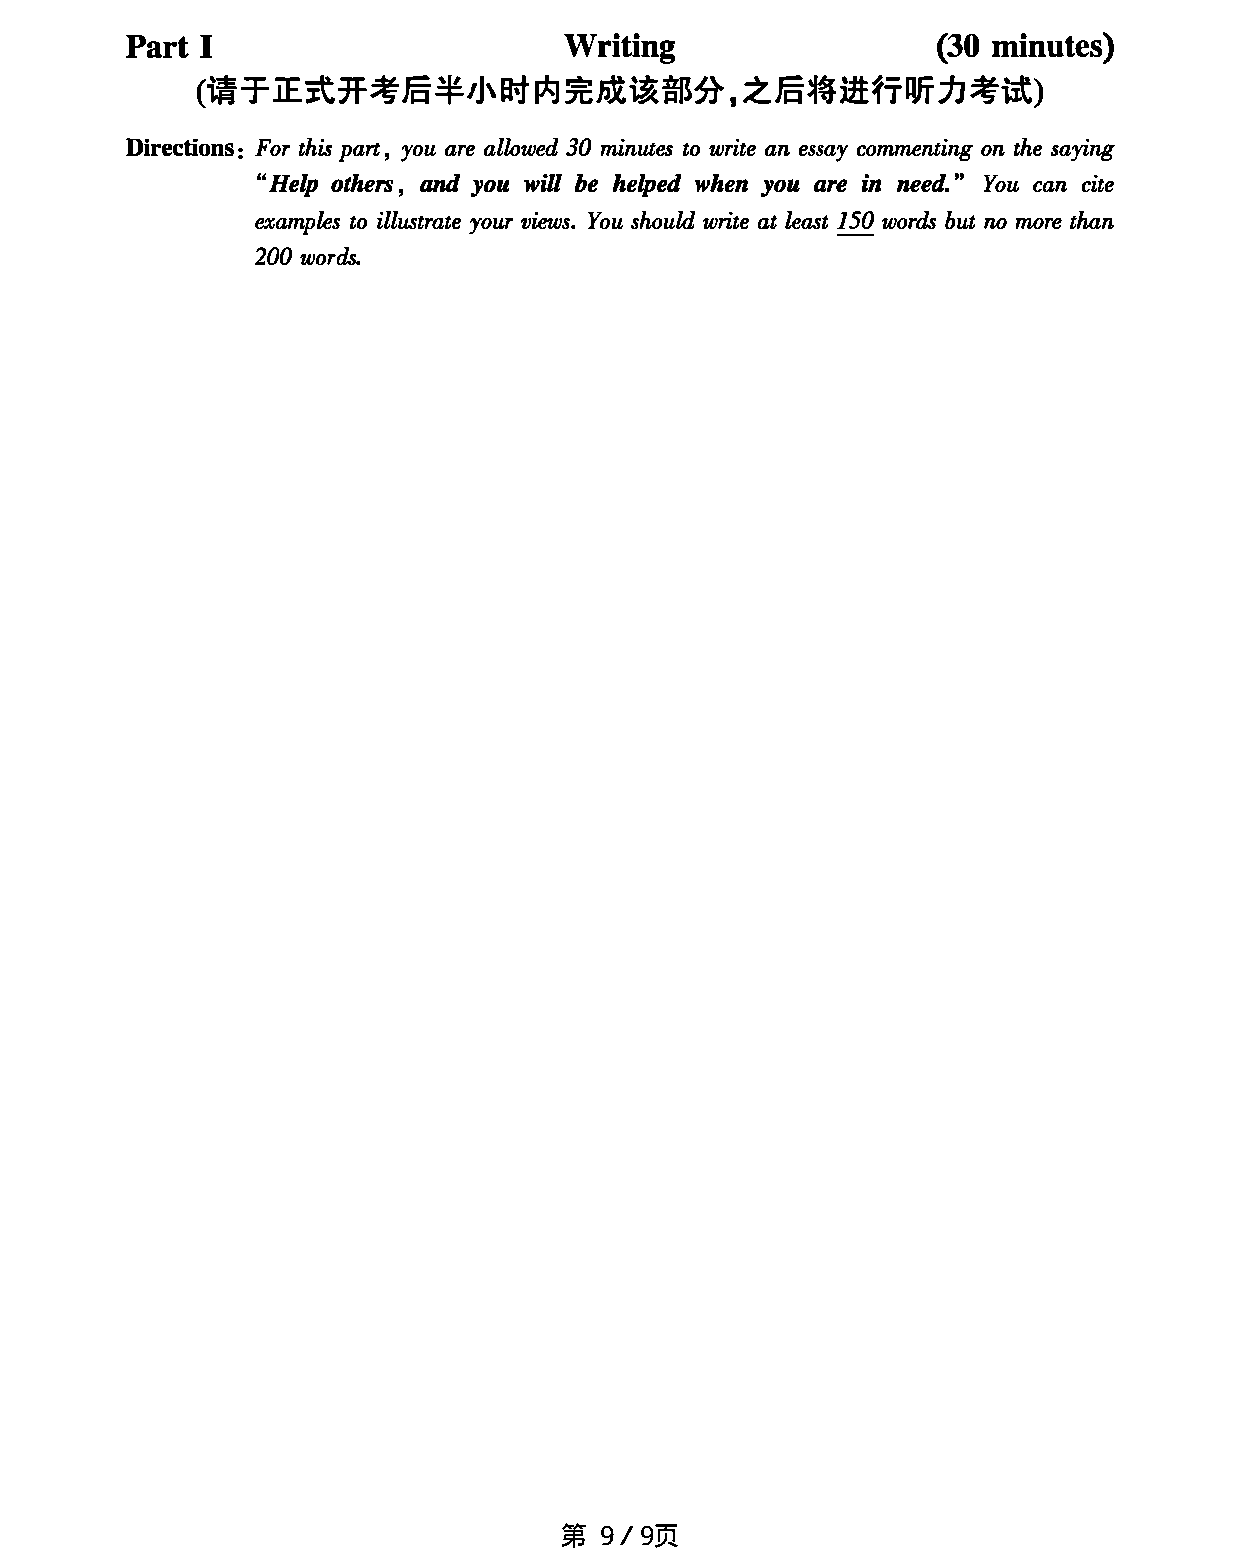 Part I Writing (30 minutes)
(请于正式开考后半小时内完成该部分,之后将进行听力考试)
Directions: For this part, you are allowed 30 minutes to write an essay commenting on the saying
“Help others, and you will be helped when you are in need.” You can cite
examples to illustrate your views. You should write at least 150 words but no more than
200 words.
第 9/9页